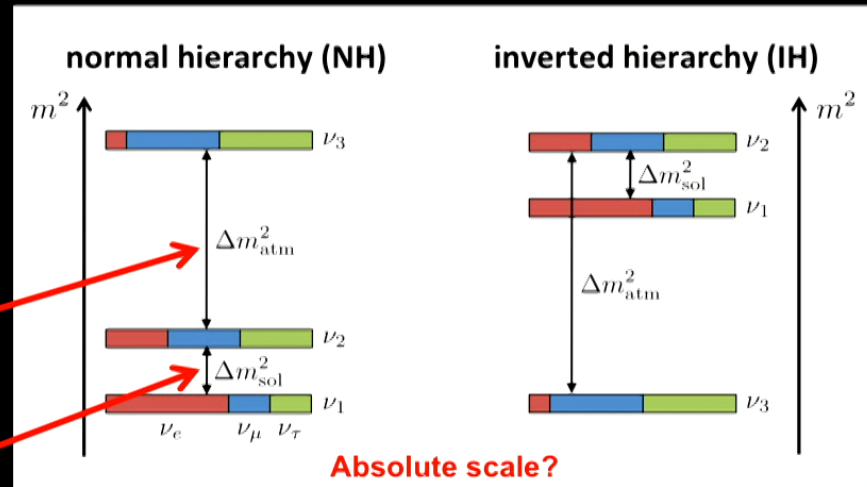 normal hierarchy (NH)
inverted hierarchy (IH)
m²
ν₃
Δm²atm
ν₂
Δm²sol
ν₁
νe νμ ντ
m²
ν₂
Δm²sol
ν₁
Δm²atm
ν₃
Absolute scale?